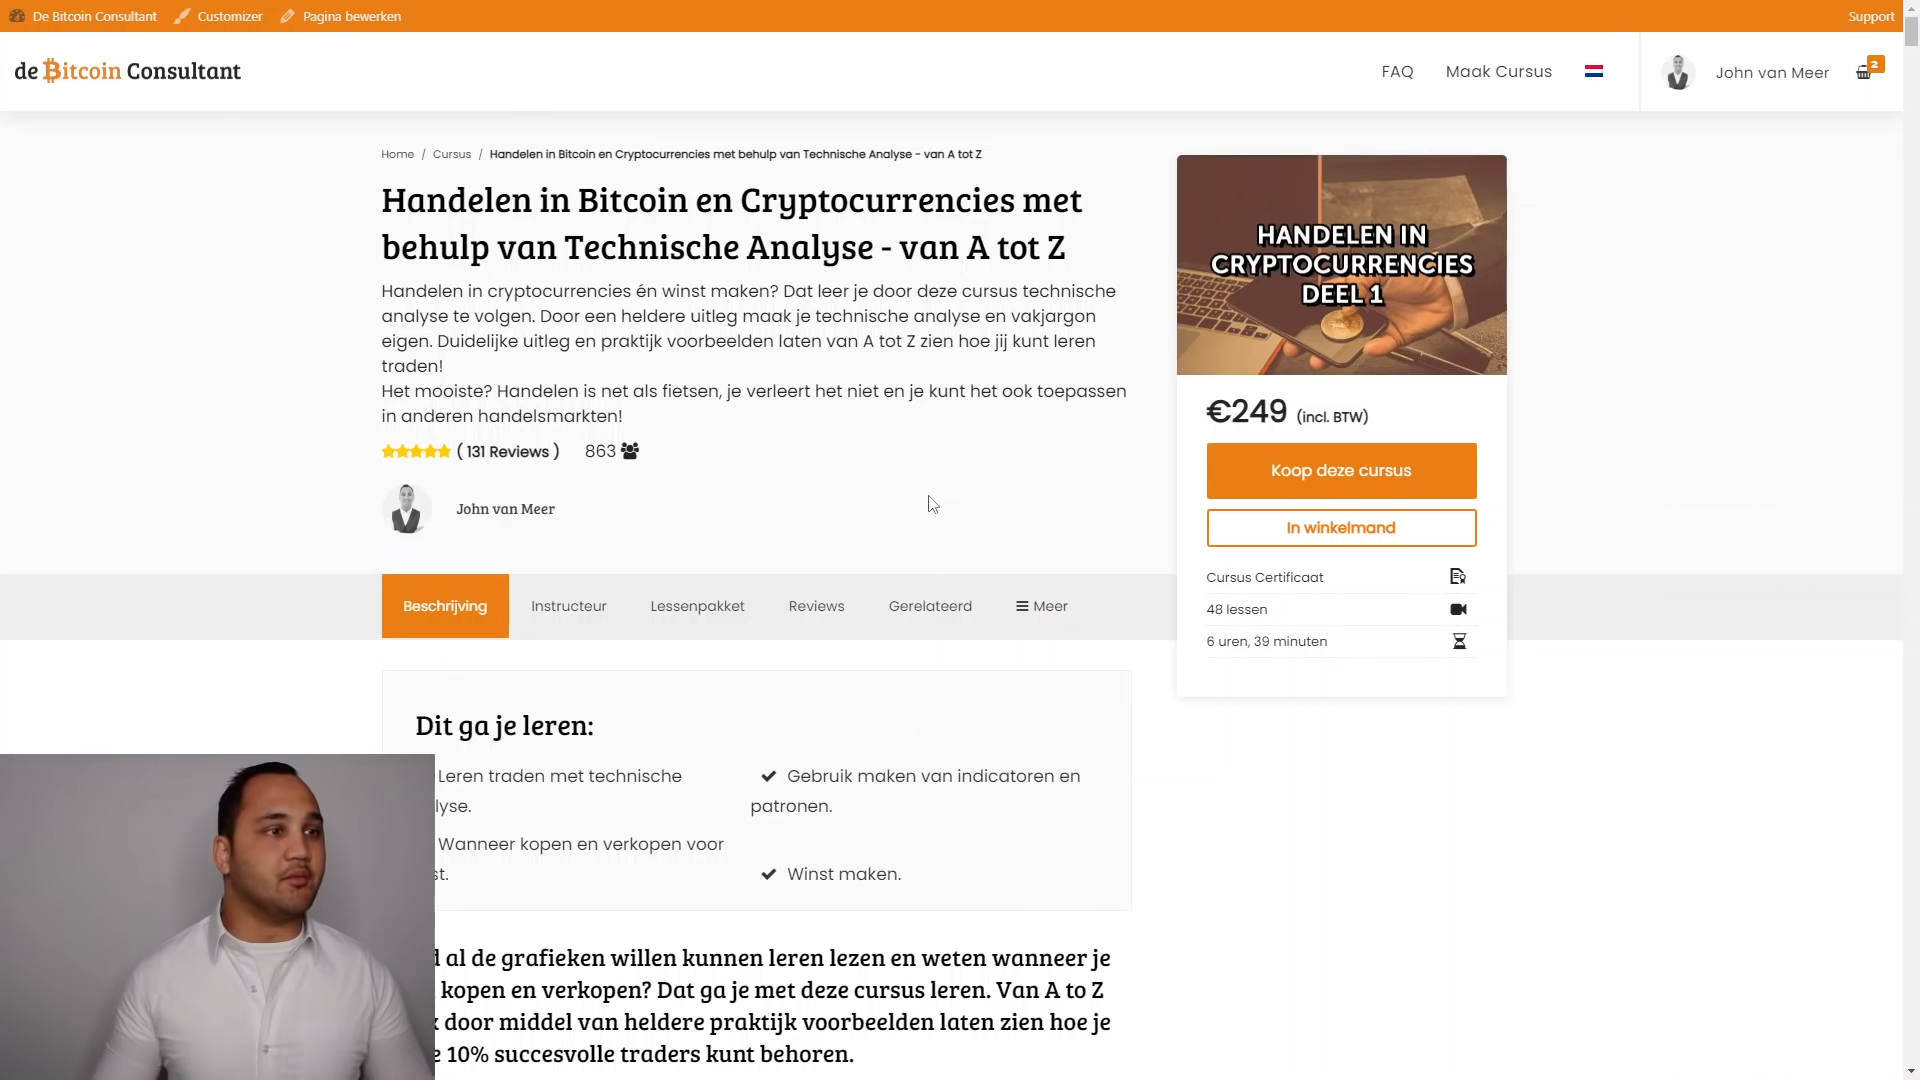 De Bitcoin Consultant Customizer Pagina bewerken Support
de Bitcoin Consultant FAQ Maak Cursus John van Meer 2
Home / Cursus / Handelen in Bitcoin en Cryptocurrencies met behulp van Technische Analyse - van A tot Z
Handelen in Bitcoin en Cryptocurrencies met
behulp van Technische Analyse - van A tot Z
Handelen in cryptocurrencies én winst maken? Dat leer je door deze cursus technische
analyse te volgen. Door een heldere uitleg maak je technische analyse en vakjargon
eigen. Duidelijke uitleg en praktijk voorbeelden laten van A tot Z zien hoe jij kunt leren
traden!
Het mooiste? Handelen is net als fietsen, je verleert het niet en je kunt het ook toepassen
in anderen handelsmarkten!
( 131 Reviews ) 863
John van Meer
HANDELEN IN
CRYPTOCURRENCIES
DEEL 1
€249 (incl. BTW)
Koop deze cursus
In winkelmand
Cursus Certificaat
48 lessen
6 uren, 39 minuten
Beschrijving Instructeur Lessenpakket Reviews Gerelateerd Meer
Dit ga je leren:
Leren traden met technische
lyse.
Wanneer kopen en verkopen voor
st.
Gebruik maken van indicatoren en
patronen.
Winst maken.
al de grafieken willen kunnen leren lezen en weten wanneer je
kopen en verkopen? Dat ga je met deze cursus leren. Van A to Z
door middel van heldere praktijk voorbeelden laten zien hoe je
10% succesvolle traders kunt behoren.